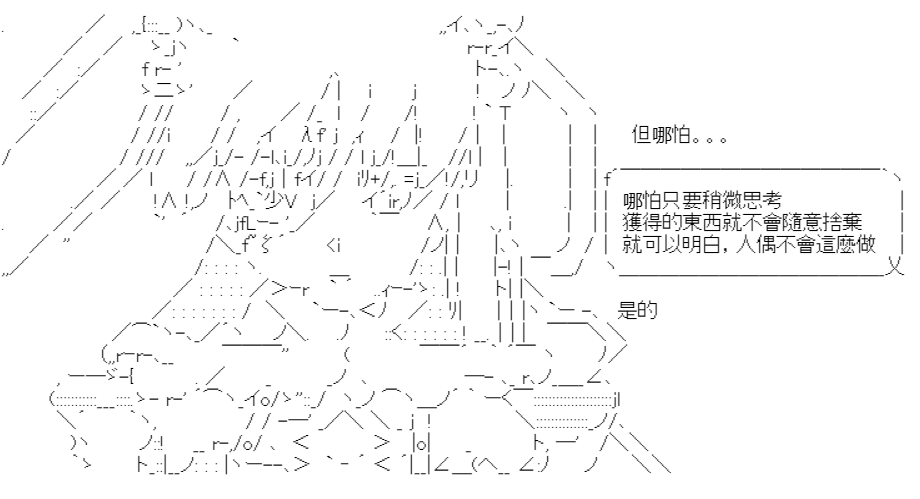 但哪怕。。。
哪怕只要稍微思考
獲得的東西就不會隨意捨棄
就可以明白，人偶不會這麼做
是的